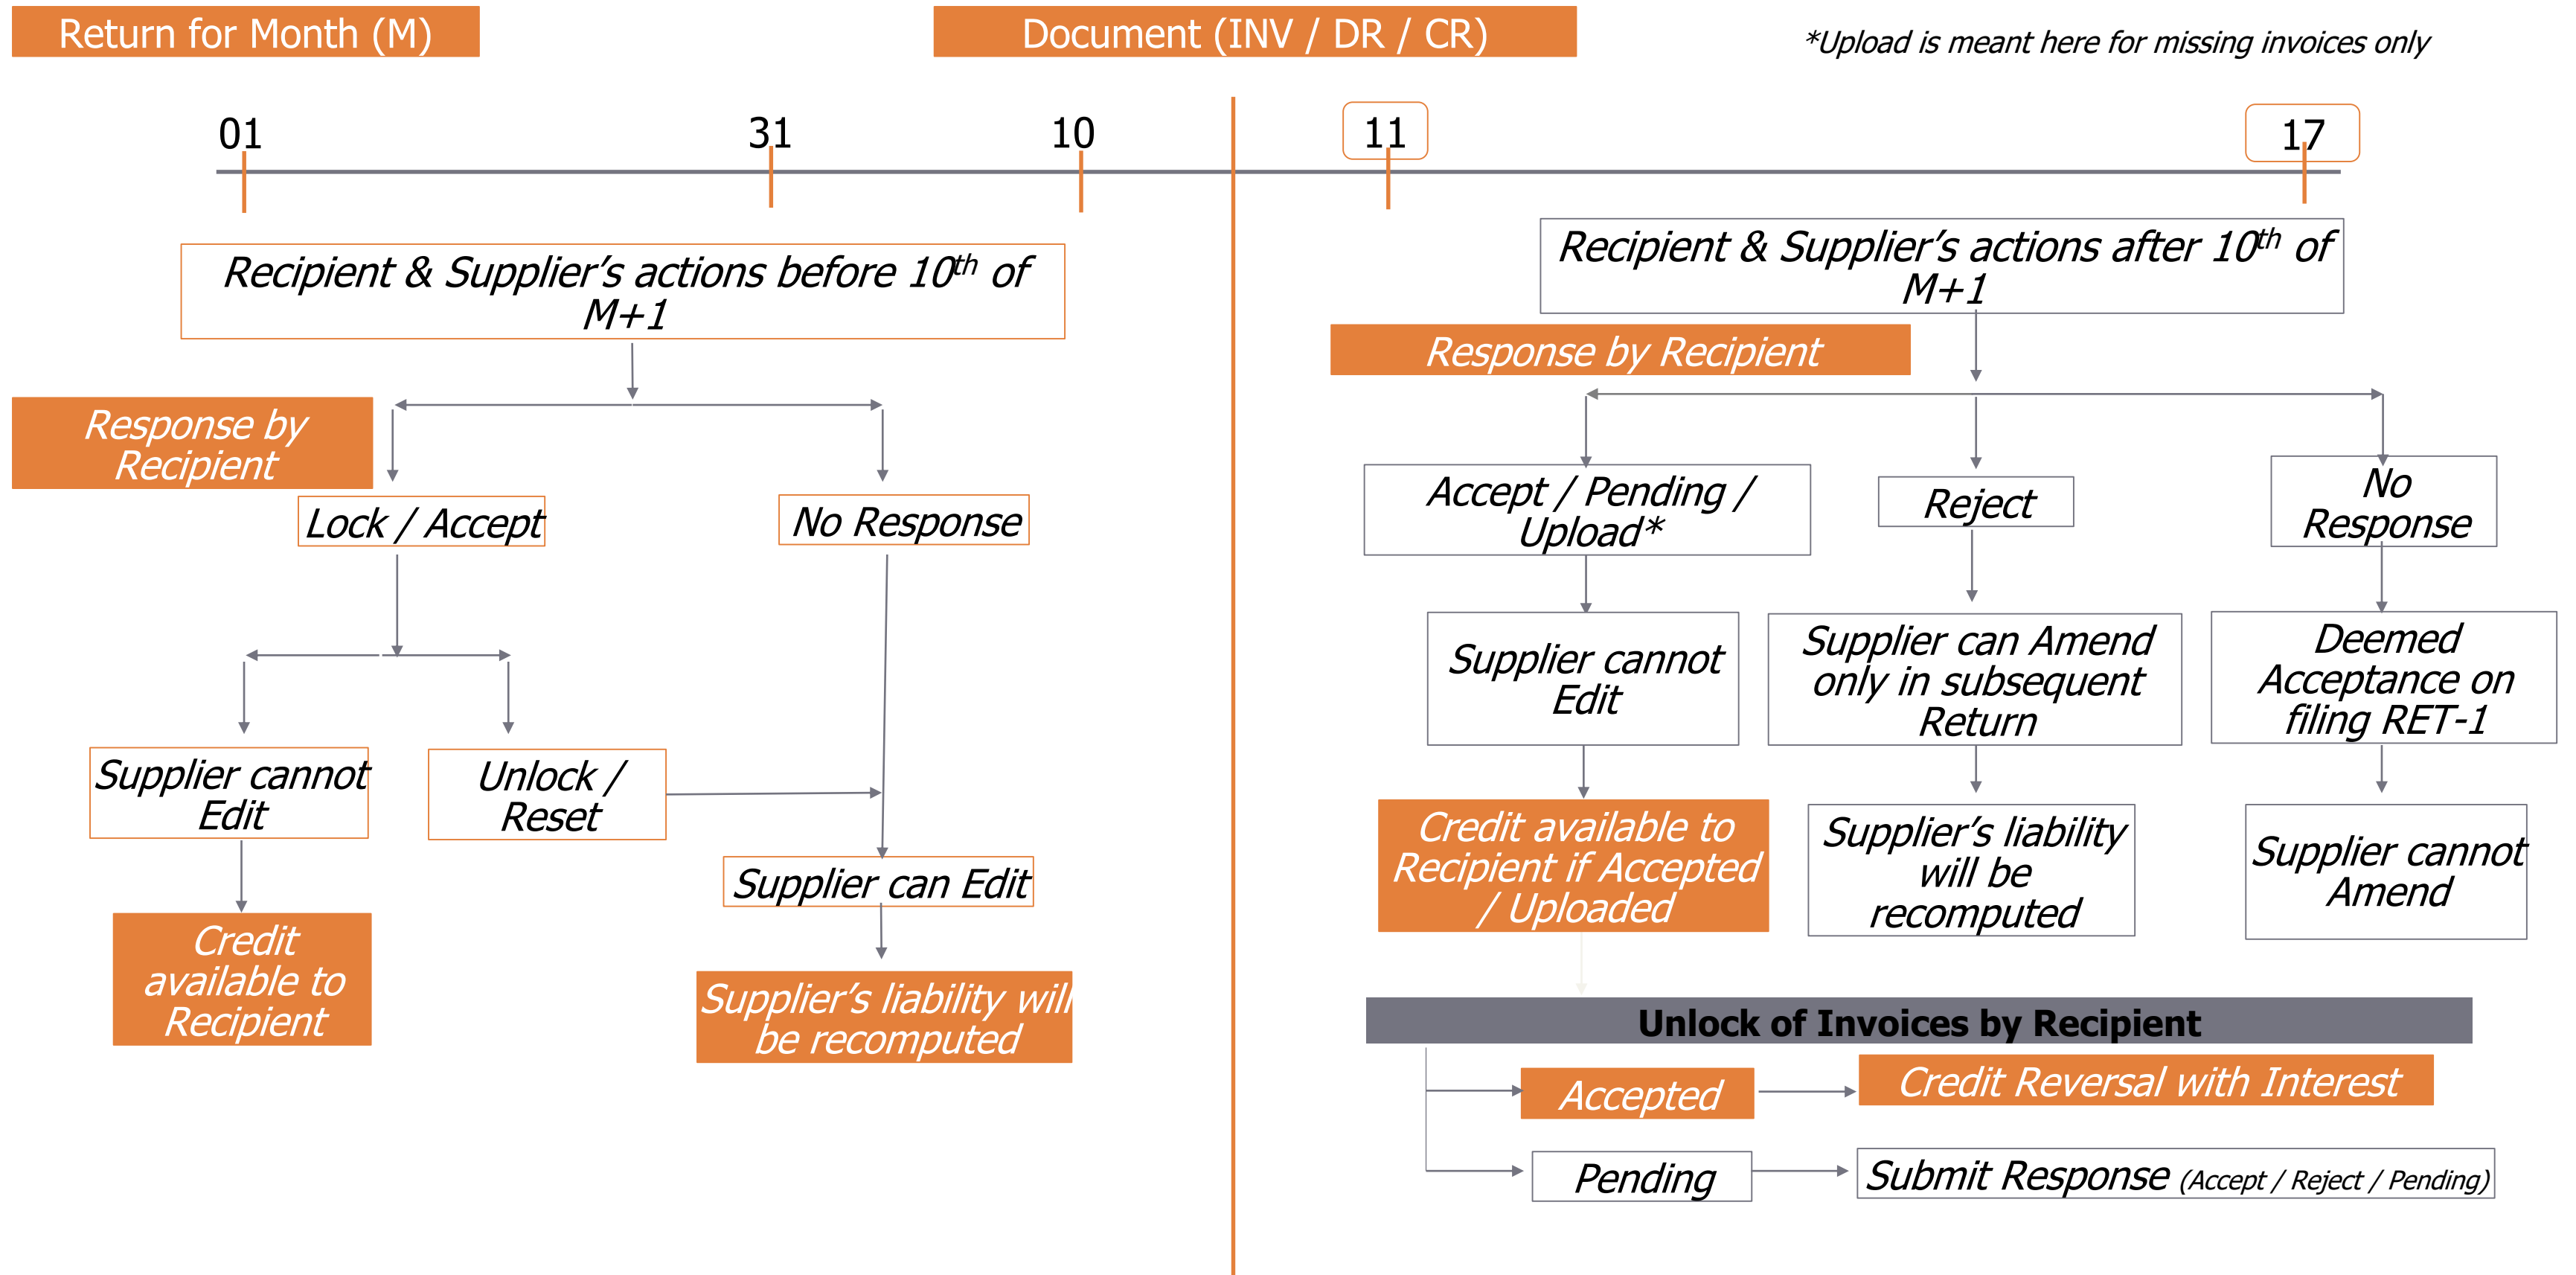 Return for Month (M)
Document (INV / DR / CR)
*Upload is meant here for missing invoices only
01
31
10
11
17
Recipient & Supplier’s actions before 10th of
M+1
Response by
Recipient
Lock / Accept
No Response
Supplier cannot
Edit
Unlock /
Reset
Supplier can Edit
Credit
available to
Recipient
Supplier’s liability will
be recomputed
Recipient & Supplier’s actions after 10th of
M+1
Response by Recipient
Accept / Pending /
Upload*
Reject
No
Response
Supplier cannot
Edit
Supplier can Amend
only in subsequent
Return
Deemed
Acceptance on
filing RET-1
Credit available to
Recipient if Accepted
/ Uploaded
Supplier’s liability
will be
recomputed
Supplier cannot
Amend
Unlock of Invoices by Recipient
Accepted
Credit Reversal with Interest
Pending
Submit Response (Accept / Reject / Pending)